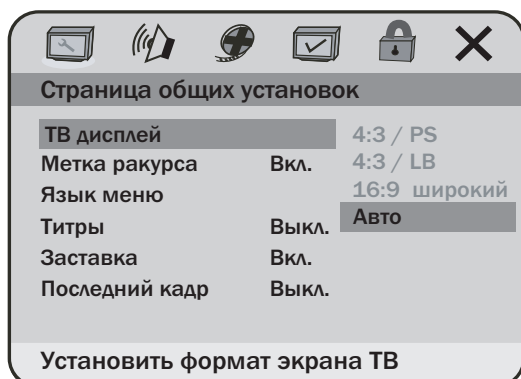 Страница общих установок
ТВ дисплей 4:3 / PS
Метка ракурса Вкл. 4:3 / LB
Язык меню 16:9 широкий
Титры Выкл. Авто
Заставка Вкл.
Последний кадр Выкл.
Установить формат экрана ТВ